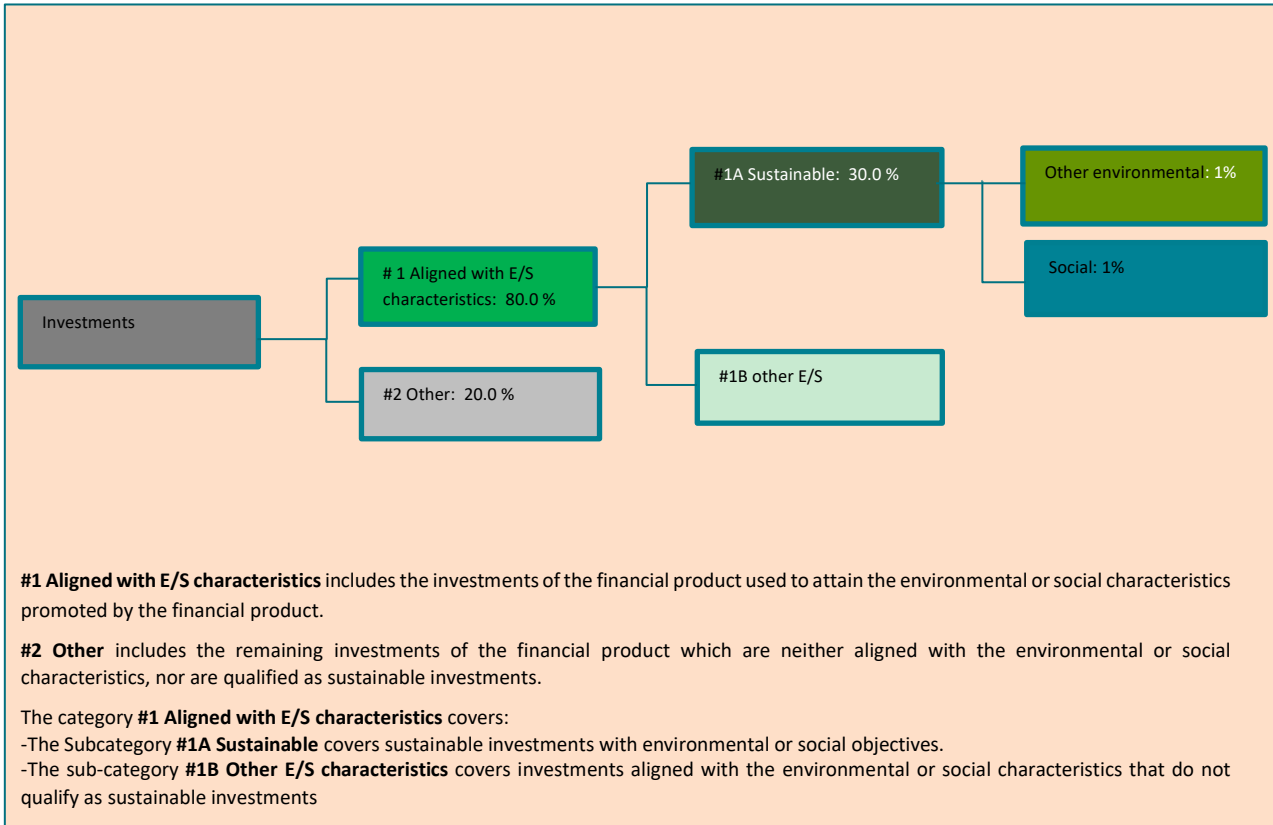 #1A Sustainable: 30.0 %
Other environmental: 1%
# 1 Aligned with E/S
characteristics: 80.0 %
Social: 1%
Investments
#1B other E/S
#2 Other: 20.0 %
#1 Aligned with E/S characteristics includes the investments of the financial product used to attain the environmental or social characteristics
promoted by the financial product.
#2 Other includes the remaining investments of the financial product which are neither aligned with the environmental or social
characteristics, nor are qualified as sustainable investments.
The category #1 Aligned with E/S characteristics covers:
-The Subcategory #1A Sustainable covers sustainable investments with environmental or social objectives.
-The sub-category #1B Other E/S characteristics covers investments aligned with the environmental or social characteristics that do not
qualify as sustainable investments